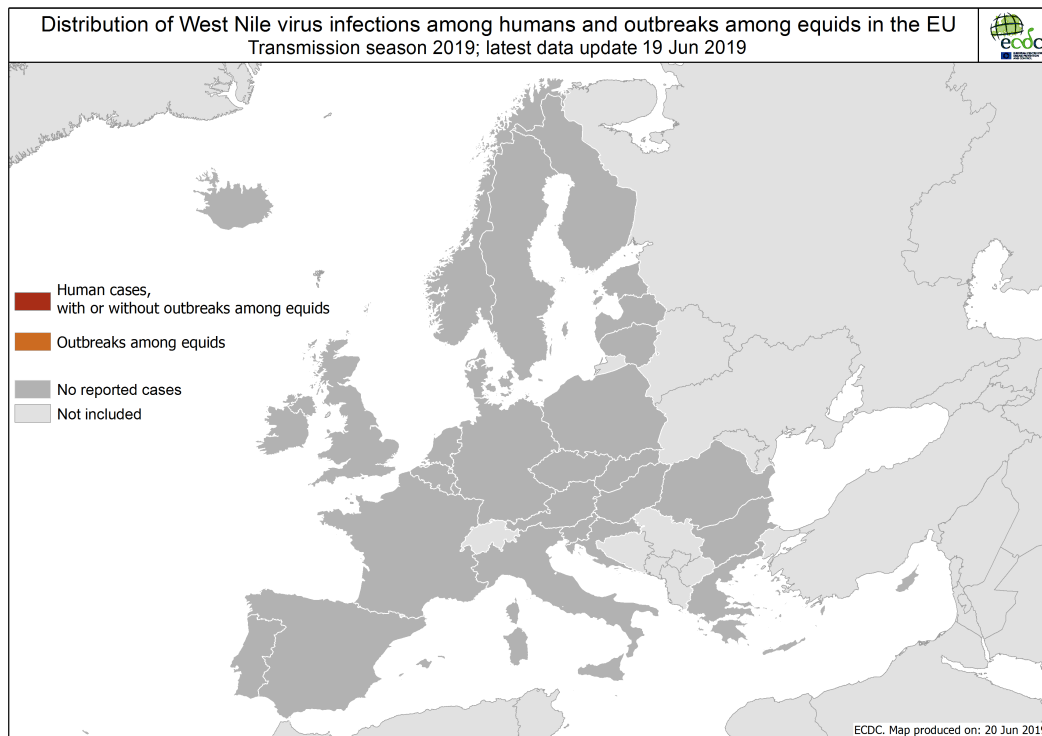 Distribution of West Nile virus infections among humans and outbreaks among equids in the EU
Transmission season 2019; latest data update 19 Jun 2019
ecdc
Human cases,
with or without outbreaks among equids
Outbreaks among equids
No reported cases
Not included
ECDC. Map produced on: 20 Jun 2019